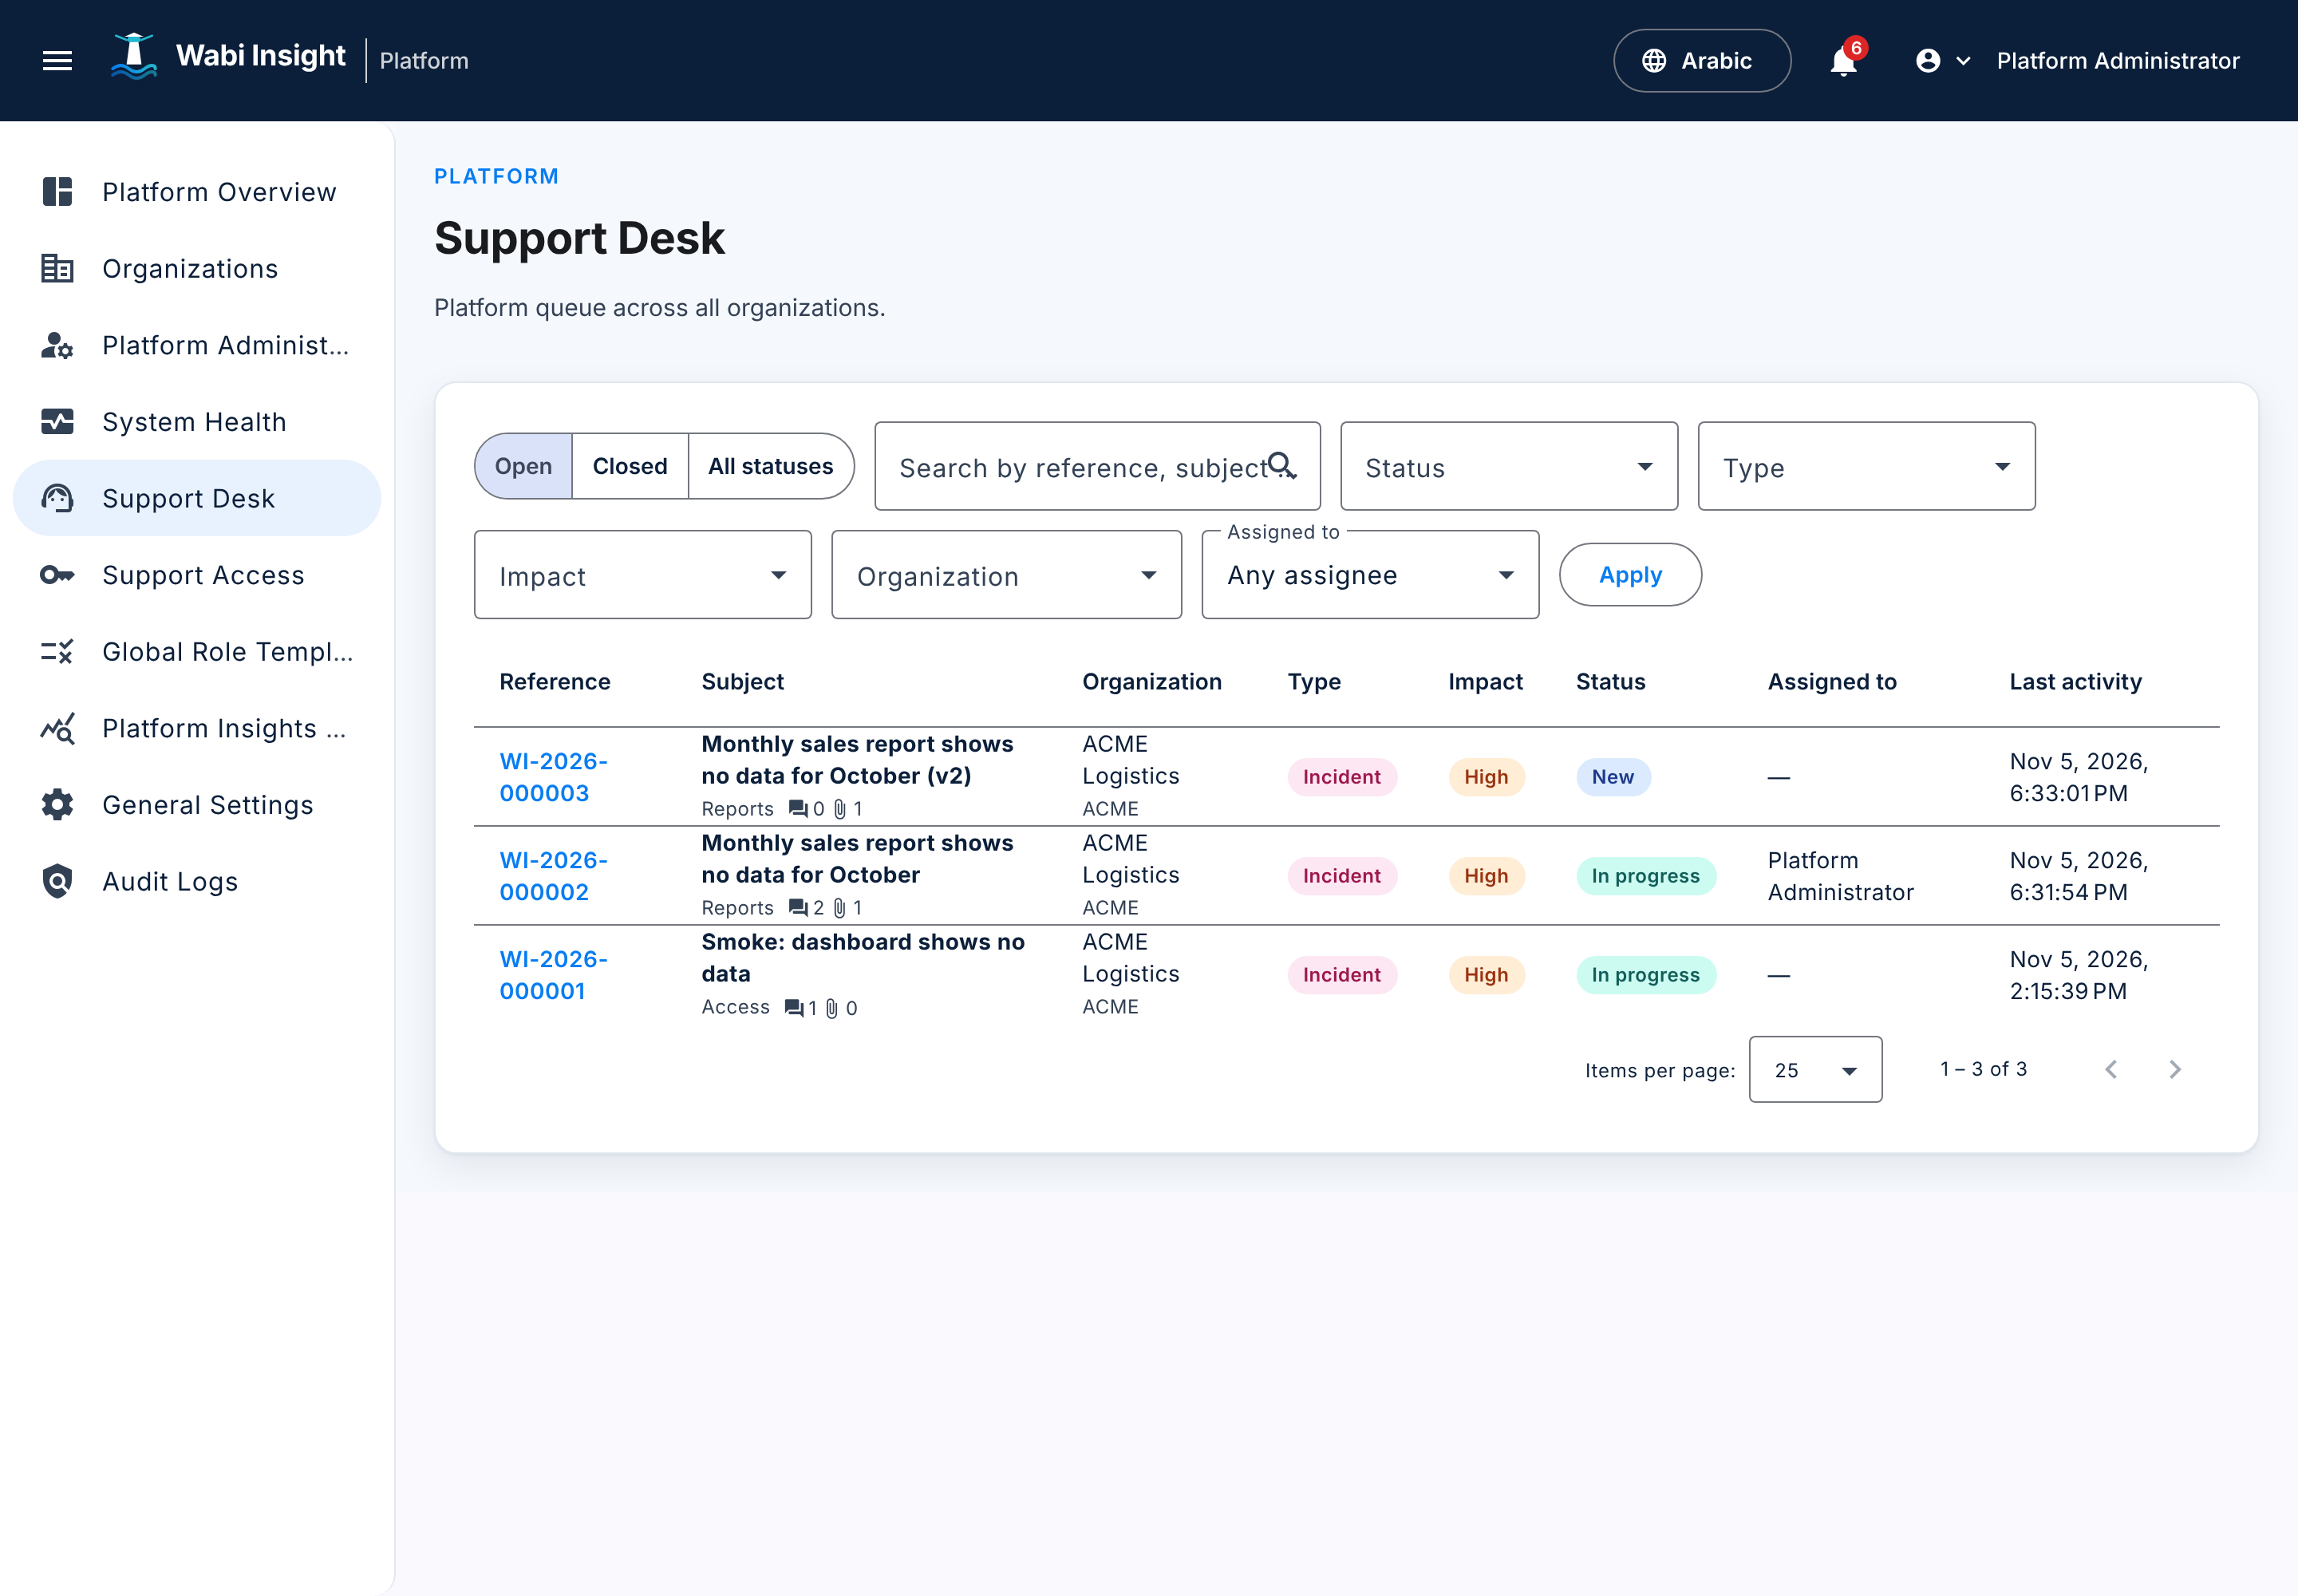 Wabi Insight
Platform
Arabic
6
Platform Administrator
Platform Overview
Organizations
Platform Administ...
System Health
Support Desk
Support Access
Global Role Templ...
Platform Insights ...
General Settings
Audit Logs
PLATFORM
Support Desk
Platform queue across all organizations.
Open
Closed
All statuses
Search by reference, subject
Status
Type
Impact
Organization
Assigned to
Any assignee
Apply
Reference Subject Organization Type Impact Status Assigned to Last activity
WI-2026-
000003
Monthly sales report shows
no data for October (v2)
Reports 0 1
ACME
Logistics
ACME
Incident
High
New
—
Nov 5, 2026,
6:33:01 PM
WI-2026-
000002
Monthly sales report shows
no data for October
Reports 2 1
ACME
Logistics
ACME
Incident
High
In progress
Platform
Administrator
Nov 5, 2026,
6:31:54 PM
WI-2026-
000001
Smoke: dashboard shows no
data
Access 1 0
ACME
Logistics
ACME
Incident
High
In progress
—
Nov 5, 2026,
2:15:39 PM
Items per page: 25 1 – 3 of 3